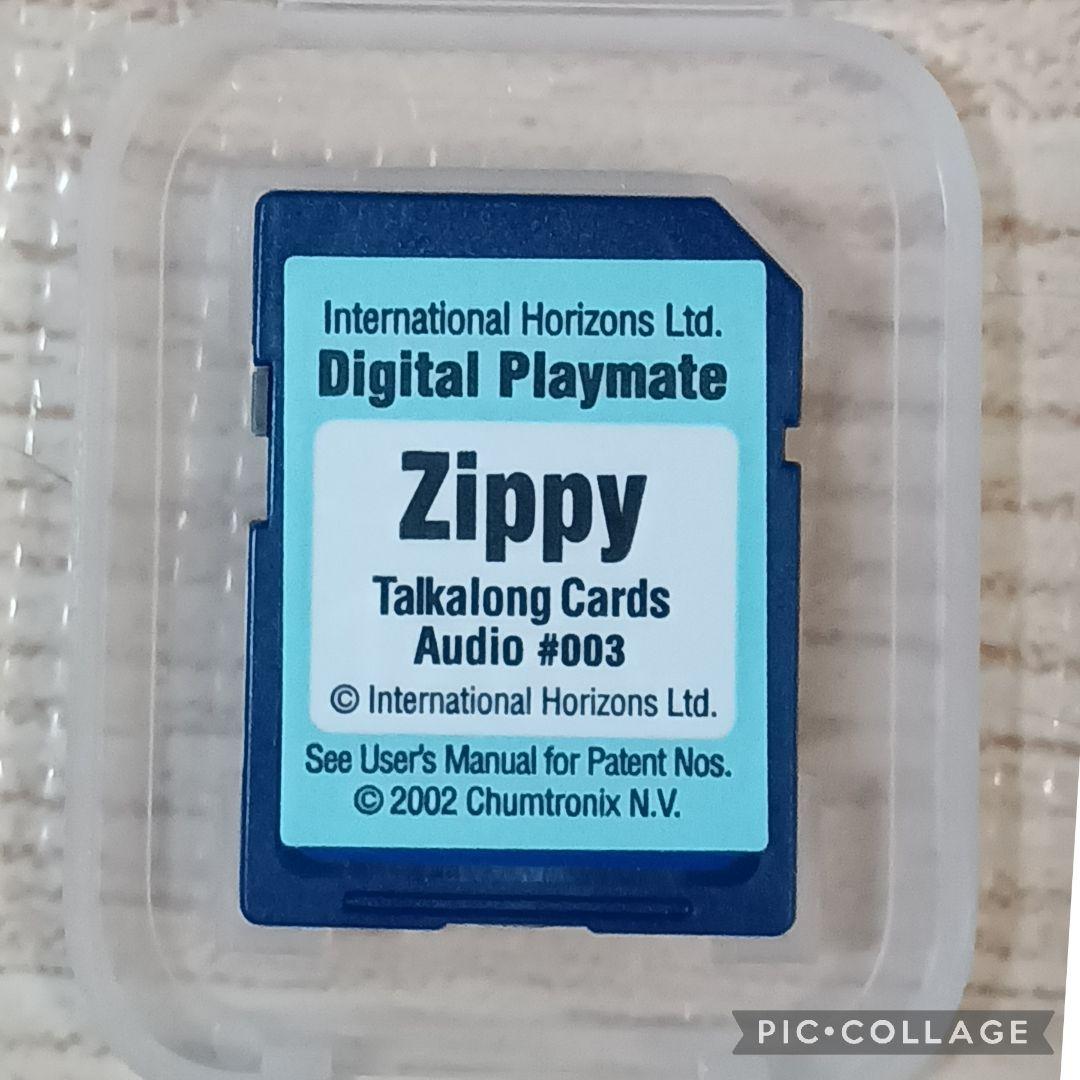 International Horizons Ltd.
Digital Playmate
Zippy
Talkalong Cards
Audio #003
© International Horizons Ltd.
See User's Manual for Patent Nos.
© 2002 Chumtronix N.V.
PIC•COLLAGE